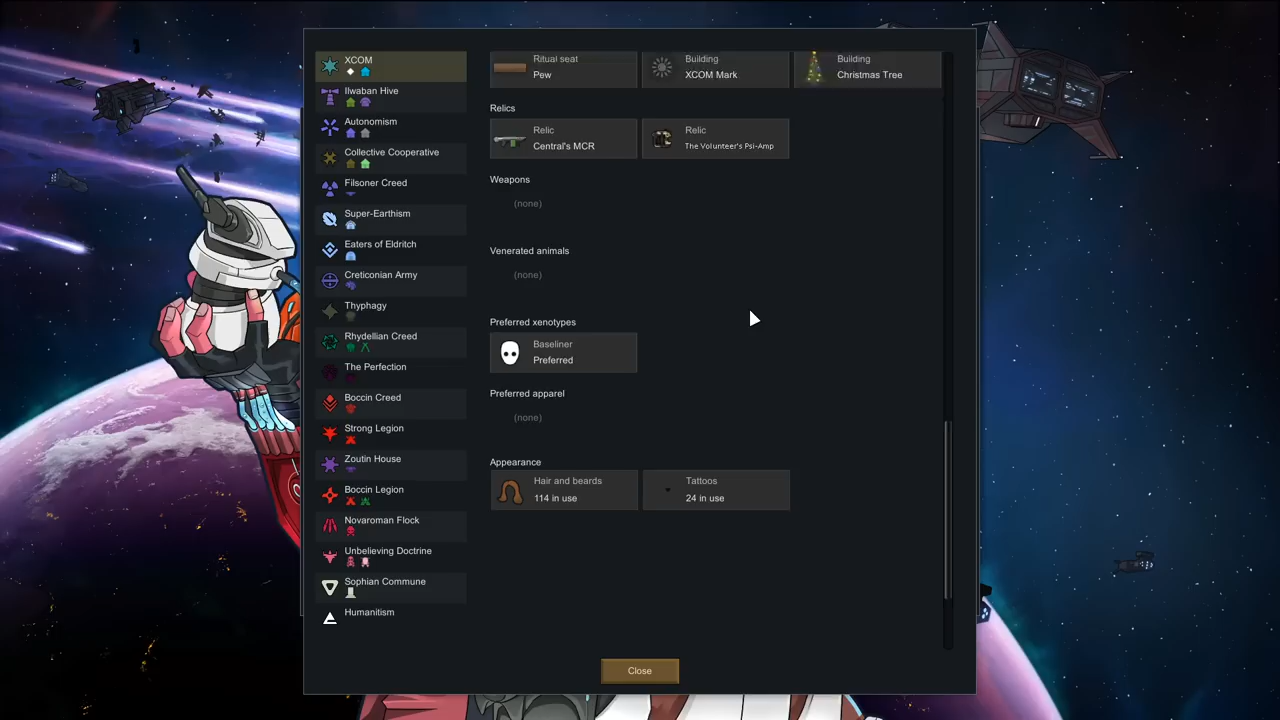 XCOM
Ilwaban Hive
Autonomism
Collective Cooperative
Filsoner Creed
Super-Earthism
Eaters of Eldritch
Creticonian Army
Thyphagy
Rhydellian Creed
The Perfection
Boccin Creed
Strong Legion
Zoutin House
Boccin Legion
Novaroman Flock
Unbelieving Doctrine
Sophian Commune
Humanitism
Ritual seat
Pew
Building
XCOM Mark
Building
Christmas Tree
Relics
Relic
Central's MCR
Relic
The Volunteer's Psi-Amp
Weapons
(none)
Venerated animals
(none)
Preferred xenotypes
Baseliner
Preferred
Preferred apparel
(none)
Appearance
Hair and beards
114 in use
Tattoos
24 in use
Close